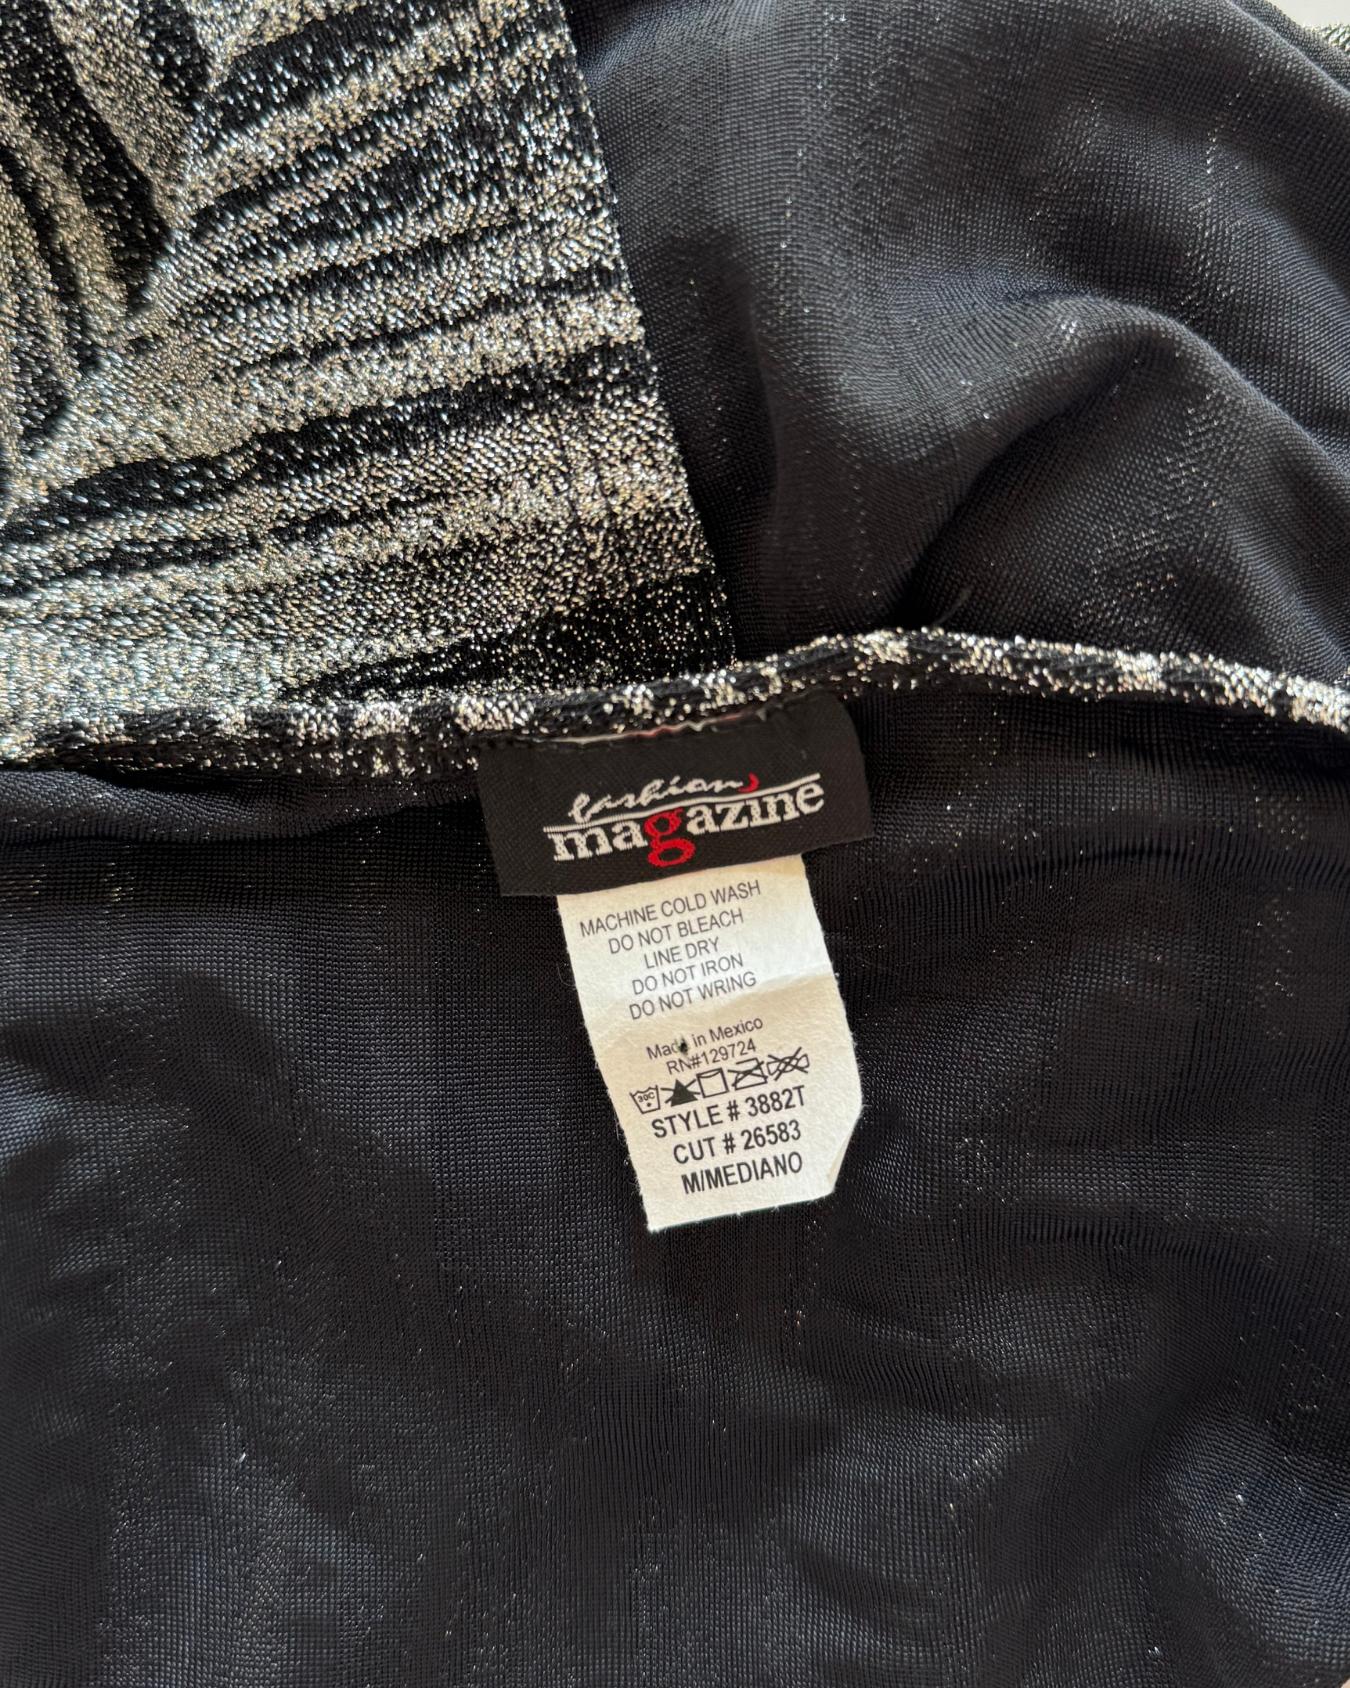 fashion
magazine
MACHINE COLD WASH
DO NOT BLEACH
LINE DRY
DO NOT IRON
DO NOT WRING
Made in Mexico
RN#129724
30C
STYLE # 3882T
CUT # 26583
M/MEDIANO